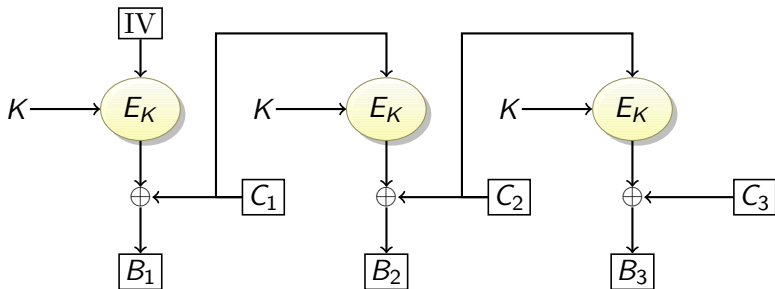 IV
K E_K K E_K K E_K
⊕ C_1 ⊕ C_2 ⊕ C_3
B_1 B_2 B_3